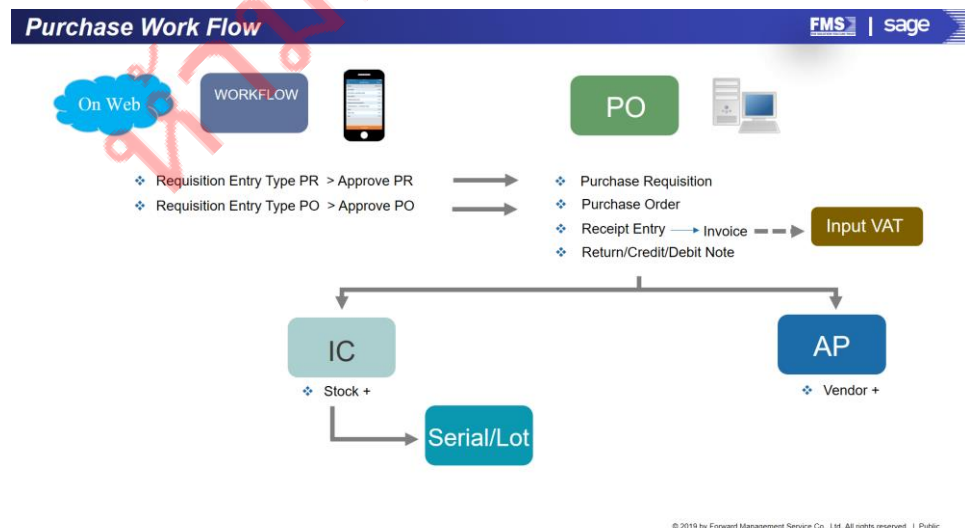 Purchase Work Flow
FMS | sage
On Web
WORKFLOW
PO
Requisition Entry Type PR > Approve PR
Requisition Entry Type PO > Approve PO
Purchase Requisition
Purchase Order
Receipt Entry
Invoice
Input VAT
Return/Credit/Debit Note
IC
AP
Stock +
Vendor +
Serial/Lot
© 2019 by Forward Management Service Co., Ltd. All rights reserved. | Public